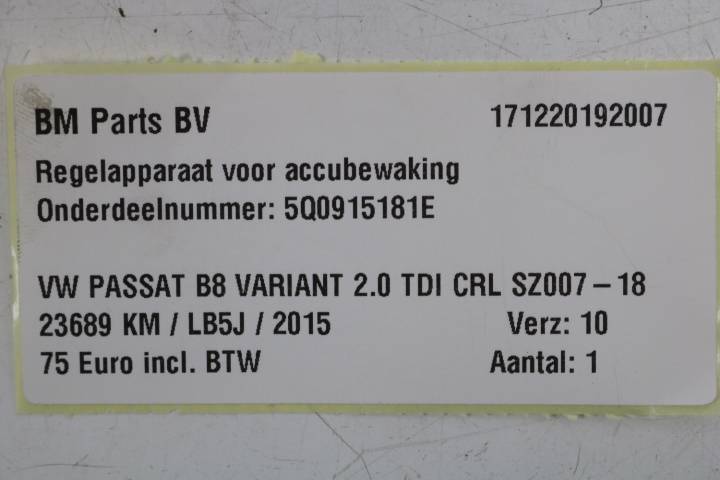 BM Parts BV 171220192007
Regelapparaat voor accubewaking
Onderdeelnummer: 5Q0915181E
VW PASSAT B8 VARIANT 2.0 TDI CRL SZ007-18
23689 KM / LB5J / 2015 Verz: 10
75 Euro incl. BTW Aantal: 1